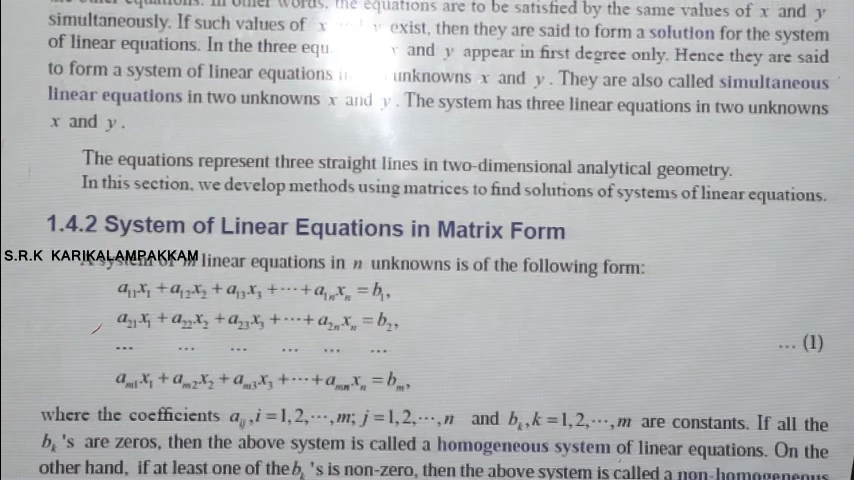 the other equations. In other words, the equations are to be satisfied by the same values of x and y
simultaneously. If such values of x y exist, then they are said to form a solution for the system
of linear equations. In the three equ and y appear in first degree only. Hence they are said
to form a system of linear equations unknowns x and y. They are also called simultaneous
linear equations in two unknowns x and y. The system has three linear equations in two unknowns
x and y.
The equations represent three straight lines in two-dimensional analytical geometry.
In this section, we develop methods using matrices to find solutions of systems of linear equations.
1.4.2 System of Linear Equations in Matrix Form
S.R.K KARIKALAMPAKKAM
A system of m linear equations in n unknowns is of the following form:
a₁₁x₁ + a₁₂x₂ + a₁₃x₃ + ⋯ + a₁ₙxₙ = b₁,
a₂₁x₁ + a₂₂x₂ + a₂₃x₃ + ⋯ + a₂ₙxₙ = b₂,
... ... ... ... ... ... ... (1)
aₘ₁x₁ + aₘ₂x₂ + aₘ₃x₃ + ⋯ + aₘₙxₙ = bₘ,
where the coefficients aᵢⱼ, i = 1, 2, ⋯, m; j = 1, 2, ⋯, n and bₖ, k = 1, 2, ⋯, m are constants. If all the
bₖ's are zeros, then the above system is called a homogeneous system of linear equations. On the
other hand, if at least one of the bₖ's is non-zero, then the above system is called a non-homogeneous